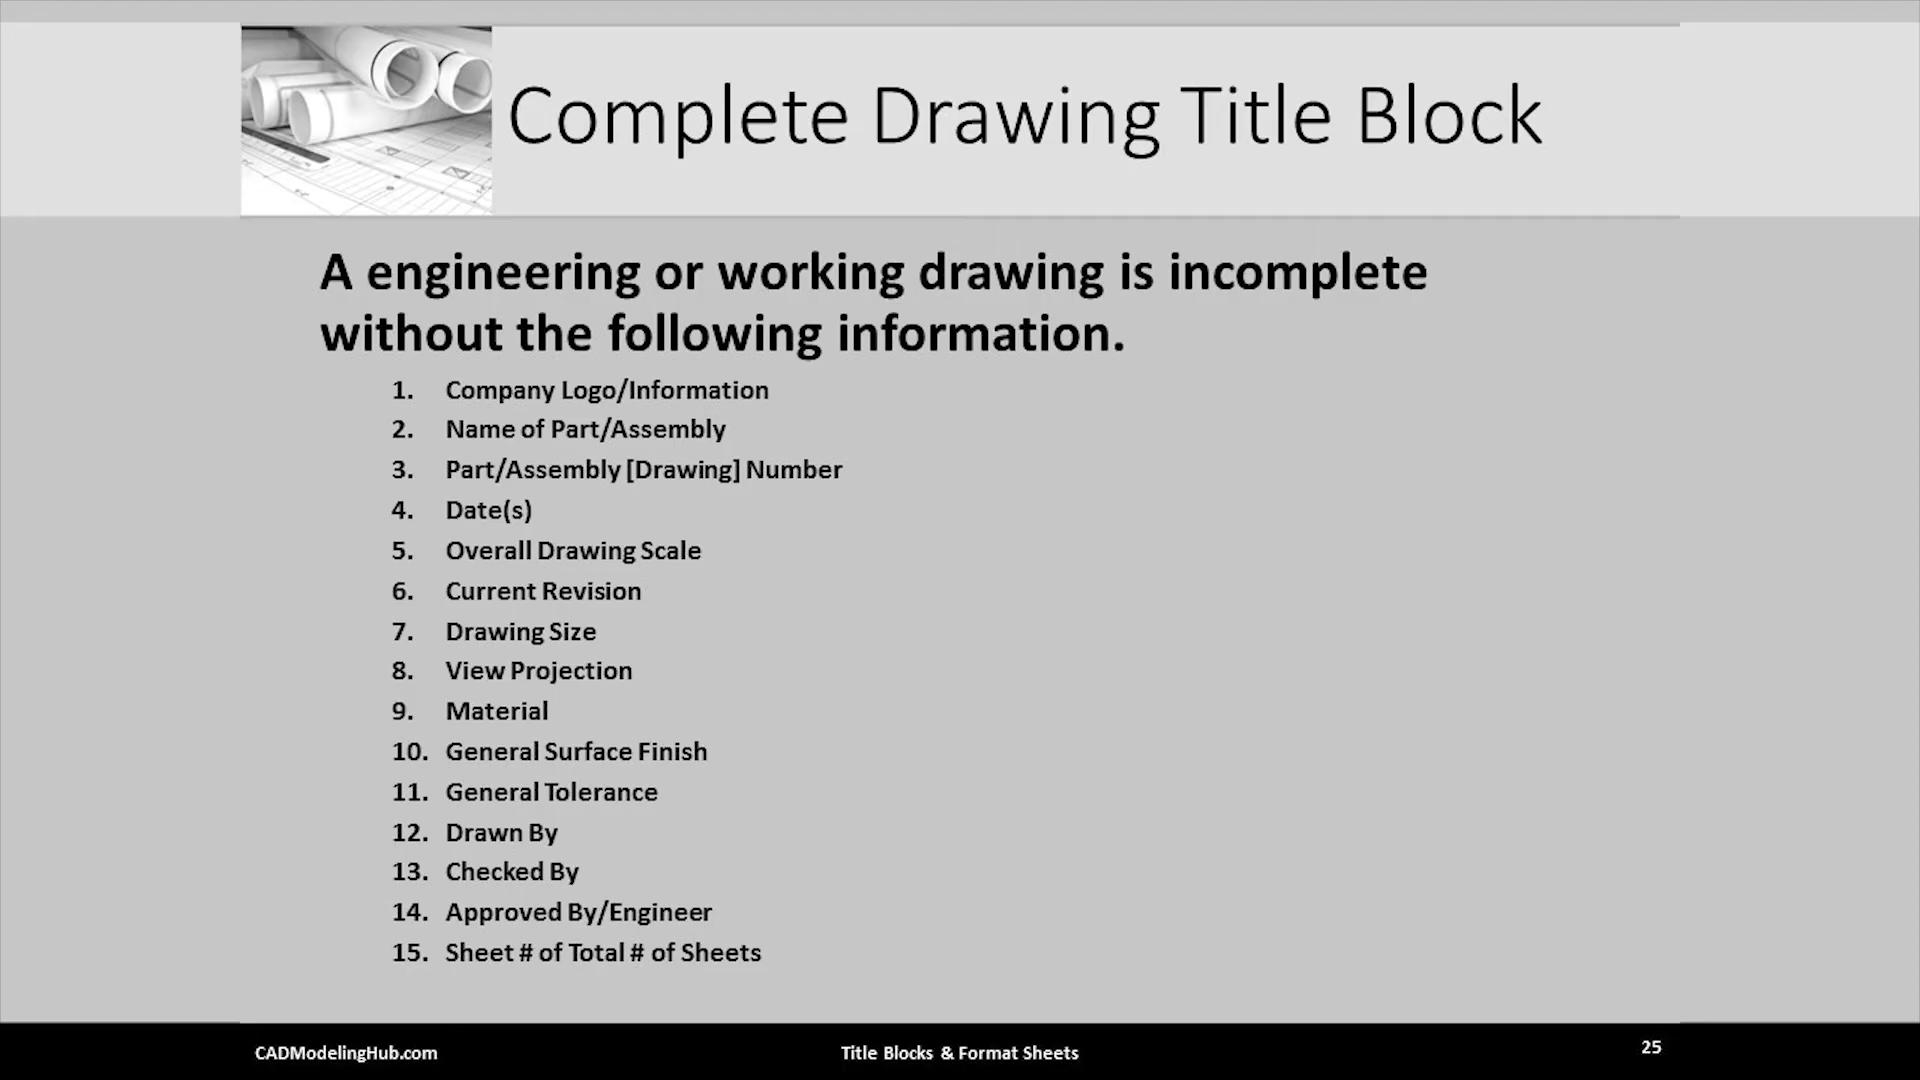 Complete Drawing Title Block
A engineering or working drawing is incomplete
without the following information.
1. Company Logo/Information
2. Name of Part/Assembly
3. Part/Assembly [Drawing] Number
4. Date(s)
5. Overall Drawing Scale
6. Current Revision
7. Drawing Size
8. View Projection
9. Material
10. General Surface Finish
11. General Tolerance
12. Drawn By
13. Checked By
14. Approved By/Engineer
15. Sheet # of Total # of Sheets
CADModelingHub.com
Title Blocks & Format Sheets
25